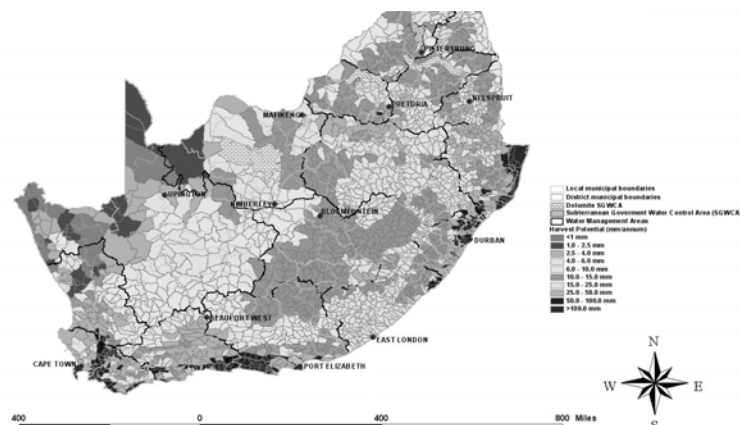 PIETERSBURG
NELSPRUIT
PRETORIA
MAFIKENG
UPINGTON
KIMBERLEY
BLOEMFONTEIN
DURBAN
BEAUFORT WEST
EAST LONDON
CAPE TOWN
PORT ELIZABETH
Local municipal boundaries
District municipal boundaries
Dolomite SGWCA
Subterranean Goverment Water Control Area (SGWCA)
Water Management Areas
Harvest Potential (mm/annum)
<1 mm
1.0 - 2.5 mm
2.5 - 4.0 mm
4.0 - 6.0 mm
6.0 - 10.0 mm
10.0 - 15.0 mm
15.0 - 25.0 mm
25.0 - 50.0 mm
50.0 - 100.0 mm
>100.0 mm
N
W E
S
400 0 400 800 Miles